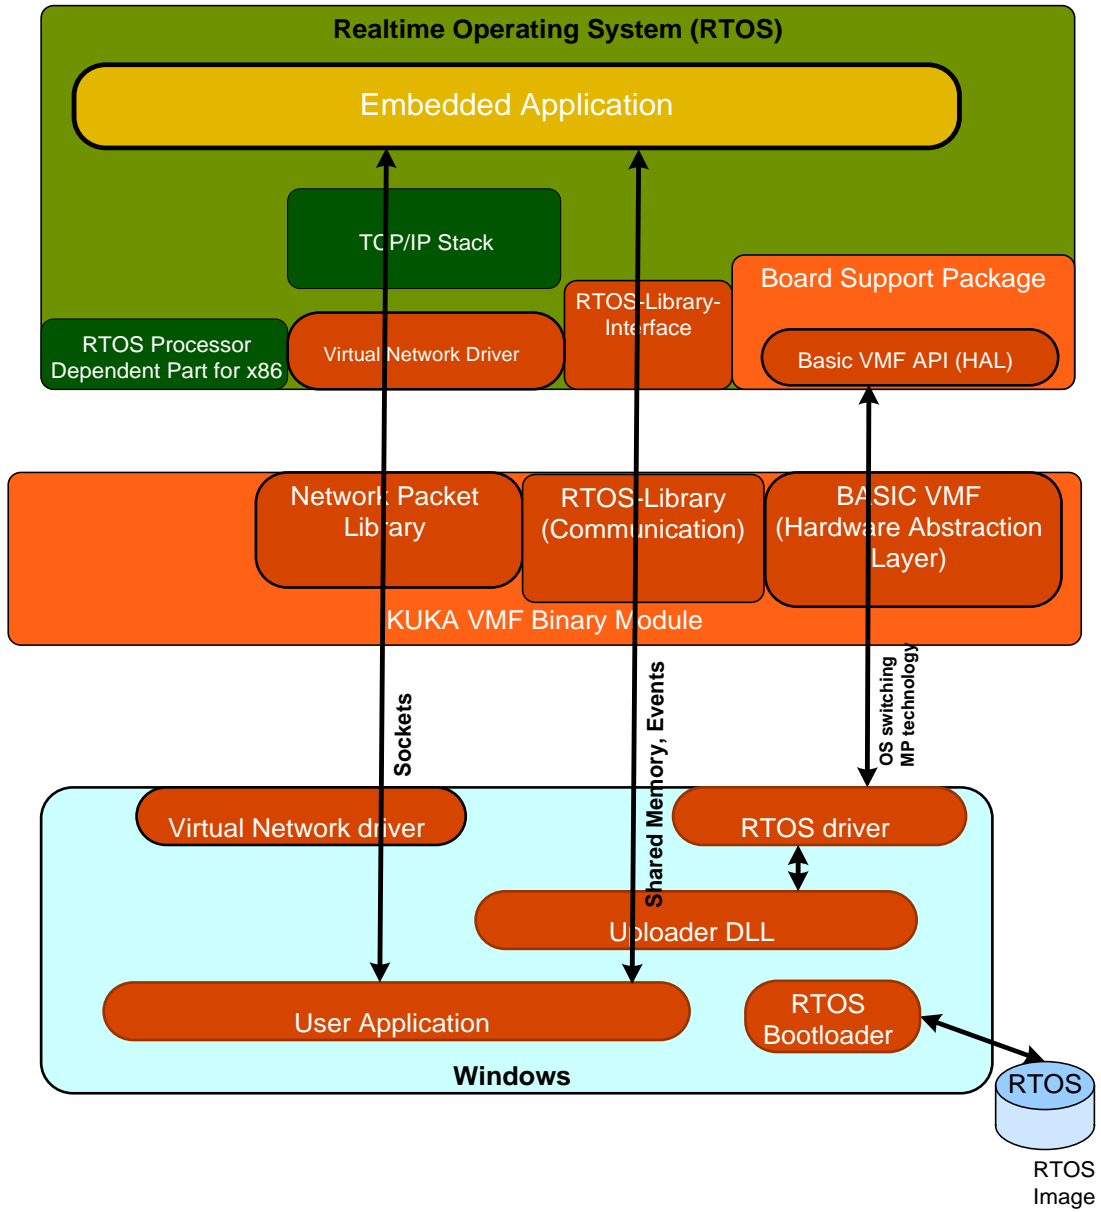 Realtime Operating System (RTOS)
Embedded Application
TCP/IP Stack
Board Support Package
RTOS-Library-
Interface
RTOS Processor
Dependent Part for x86
Virtual Network Driver
Basic VMF API (HAL)
Network Packet
Library
RTOS-Library
(Communication)
BASIC VMF
(Hardware Abstraction
Layer)
KUKA VMF Binary Module
Sockets
Shared Memory, Events
OS switching
MP technology
Virtual Network driver
RTOS driver
Uploader DLL
User Application
RTOS
Bootloader
Windows
RTOS
RTOS
Image